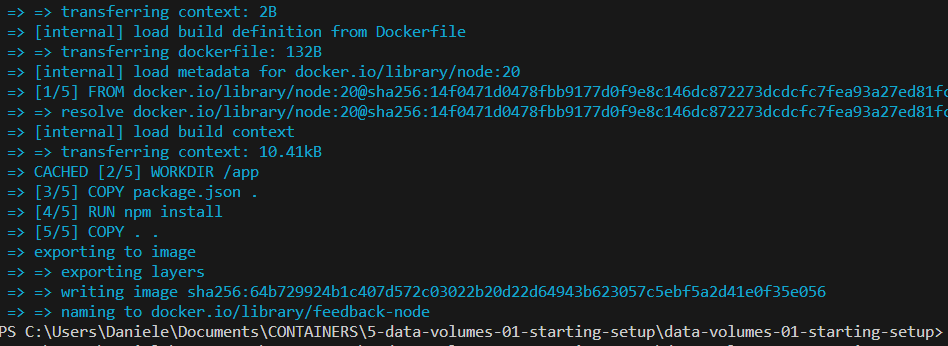 => => transferring context: 2B
=> [internal] load build definition from Dockerfile
=> => transferring dockerfile: 132B
=> [internal] load metadata for docker.io/library/node:20
=> [1/5] FROM docker.io/library/node:20@sha256:14f0471d0478fbb9177d0f9e8c146dc872273dcdcfc7fea93a27ed81fc
=> => resolve docker.io/library/node:20@sha256:14f0471d0478fbb9177d0f9e8c146dc872273dcdcfc7fea93a27ed81fc
=> [internal] load build context
=> => transferring context: 10.41kB
=> CACHED [2/5] WORKDIR /app
=> [3/5] COPY package.json .
=> [4/5] RUN npm install
=> [5/5] COPY . .
=> exporting to image
=> => exporting layers
=> => writing image sha256:64b729924b1c407d572c03022b20d22d64943b623057c5ebf5a2d41e0f35e056
=> => naming to docker.io/library/feedback-node
PS C:\Users\Daniele\Documents\CONTAINERS\5-data-volumes-01-starting-setup\data-volumes-01-starting-setup>